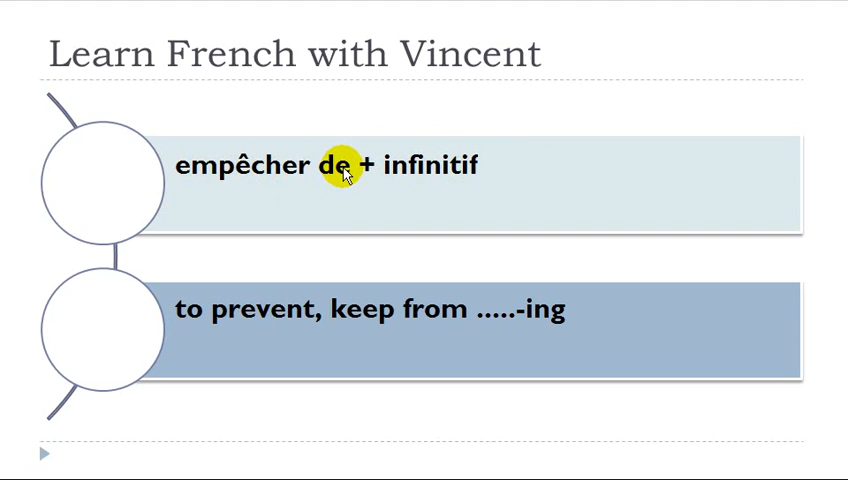 Learn French with Vincent
empêcher de + infinitif
to prevent, keep from .....-ing